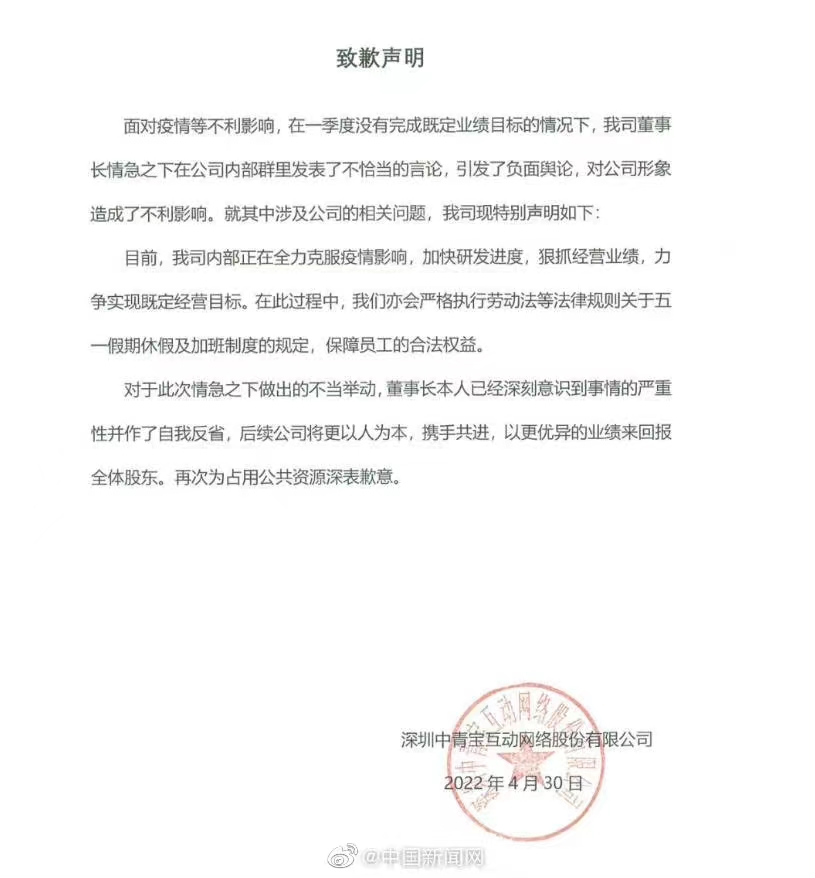 致歉声明
面对疫情等不利影响，在一季度没有完成既定业绩目标的情况下，我司董事
长情急之下在公司内部群里发表了不恰当的言论，引发了负面舆论，对公司形象
造成了不利影响。就其中涉及公司的相关问题，我司现特别声明如下：
目前，我司内部正在全力克服疫情影响，加快研发进度，狠抓经营业绩，力
争实现既定经营目标。在此过程中，我们亦会严格执行劳动法等法律规则关于五
一假期休假及加班制度的规定，保障员工的合法权益。
对于此次情急之下做出的不当举动，董事长本人已经深刻意识到事情的严重
性并作了自我反省，后续公司将更以人为本，携手共进，以更优异的业绩来回报
全体股东。再次为占用公共资源深表歉意。
深圳中青宝互动网络股份有限公司
深圳中青宝互动网络股份有限公司
2022年4月30日
@中国新闻网